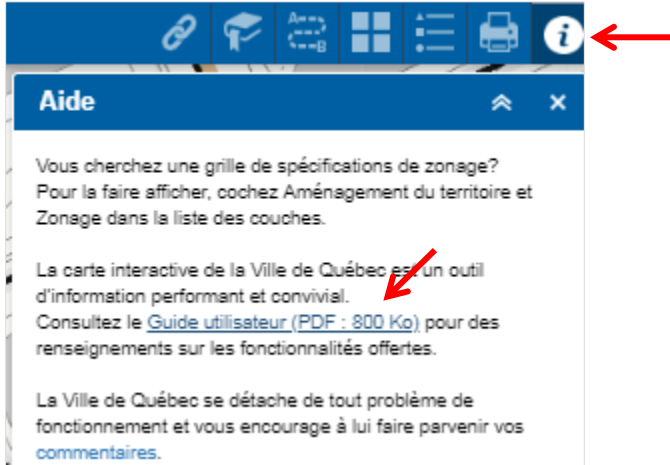 A
B
i
Aide
Vous cherchez une grille de spécifications de zonage?
Pour la faire afficher, cochez Aménagement du territoire et
Zonage dans la liste des couches.
La carte interactive de la Ville de Québec est un outil
d'information performant et convivial.
Consultez le Guide utilisateur (PDF : 800 Ko) pour des
renseignements sur les fonctionnalités offertes.
La Ville de Québec se détache de tout problème de
fonctionnement et vous encourage à lui faire parvenir vos
commentaires.